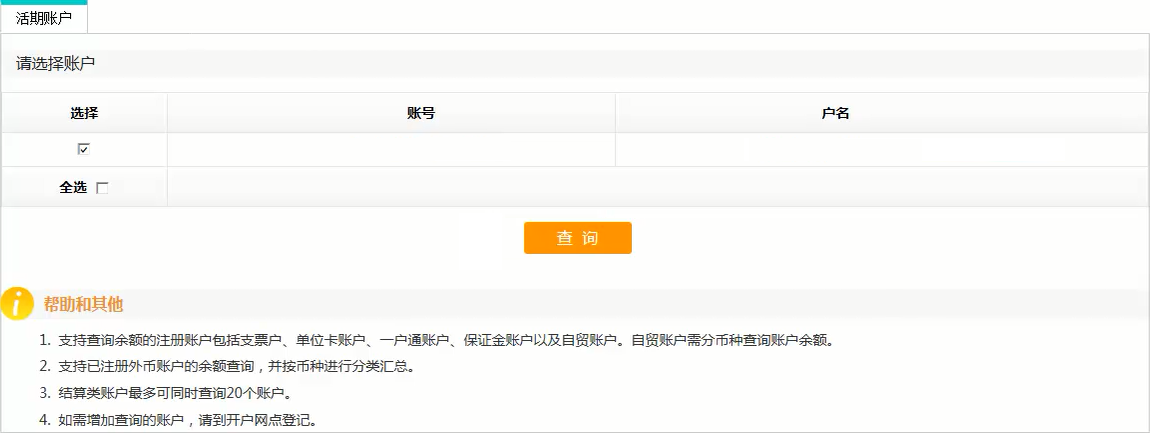 活期账户
请选择账户
选择 账号 户名
全选
查 询
帮助和其他
1. 支持查询余额的注册账户包括支票户、单位卡账户、一户通账户、保证金账户以及自贸账户。自贸账户需分币种查询账户余额。
2. 支持已注册外币账户的余额查询，并按币种进行分类汇总。
3. 结算类账户最多可同时查询20个账户。
4. 如需增加查询的账户，请到开户网点登记。